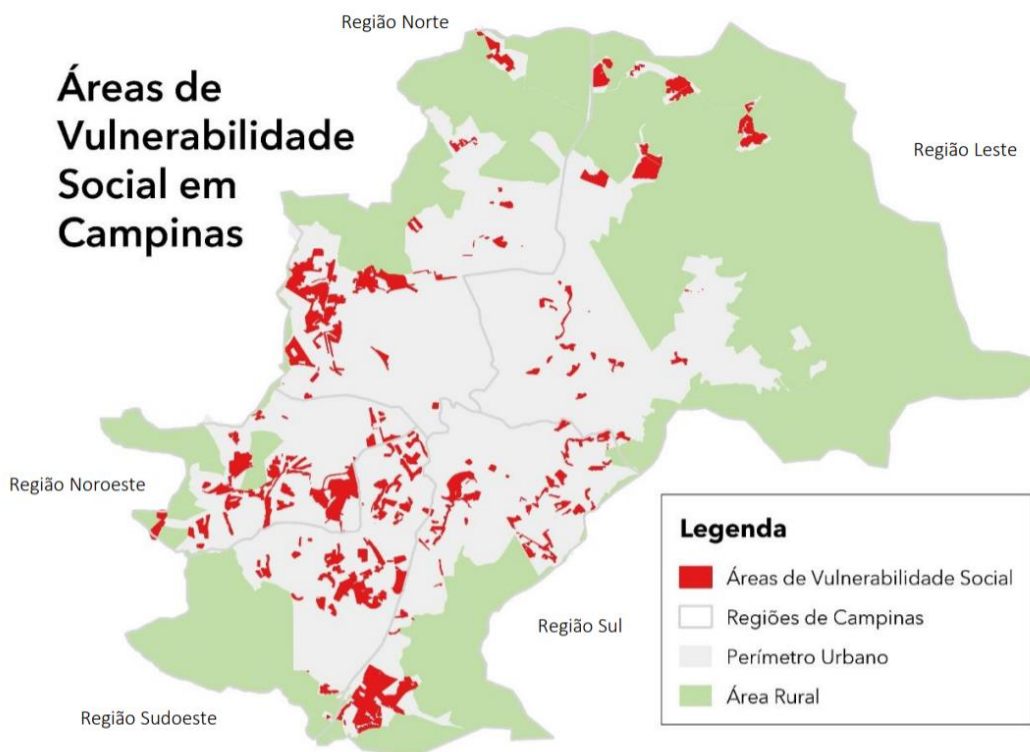 Região Norte
Áreas de
Vulnerabilidade
Social em
Campinas
Região Leste
Região Noroeste
Legenda
Áreas de Vulnerabilidade Social
Regiões de Campinas
Perímetro Urbano
Área Rural
Região Sul
Região Sudoeste